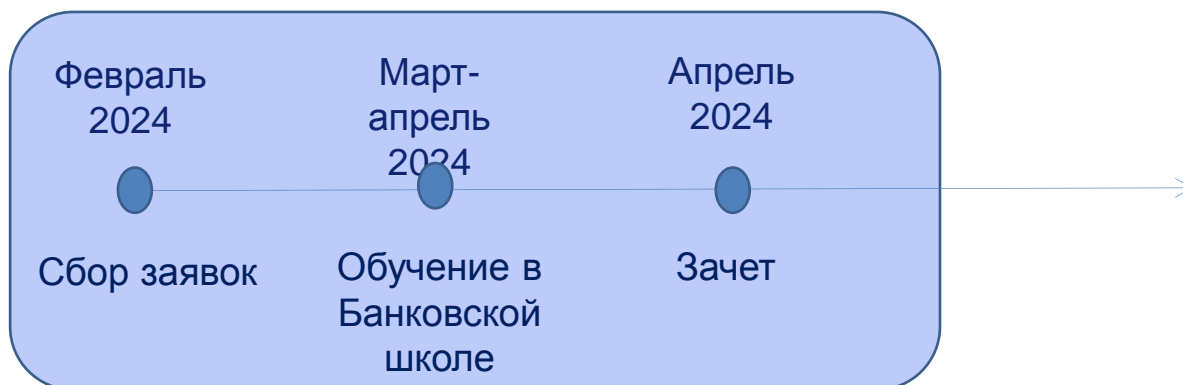 Февраль
2024
Март-
апрель
2024
Апрель
2024
Сбор заявок
Обучение в
Банковской
школе
Зачет